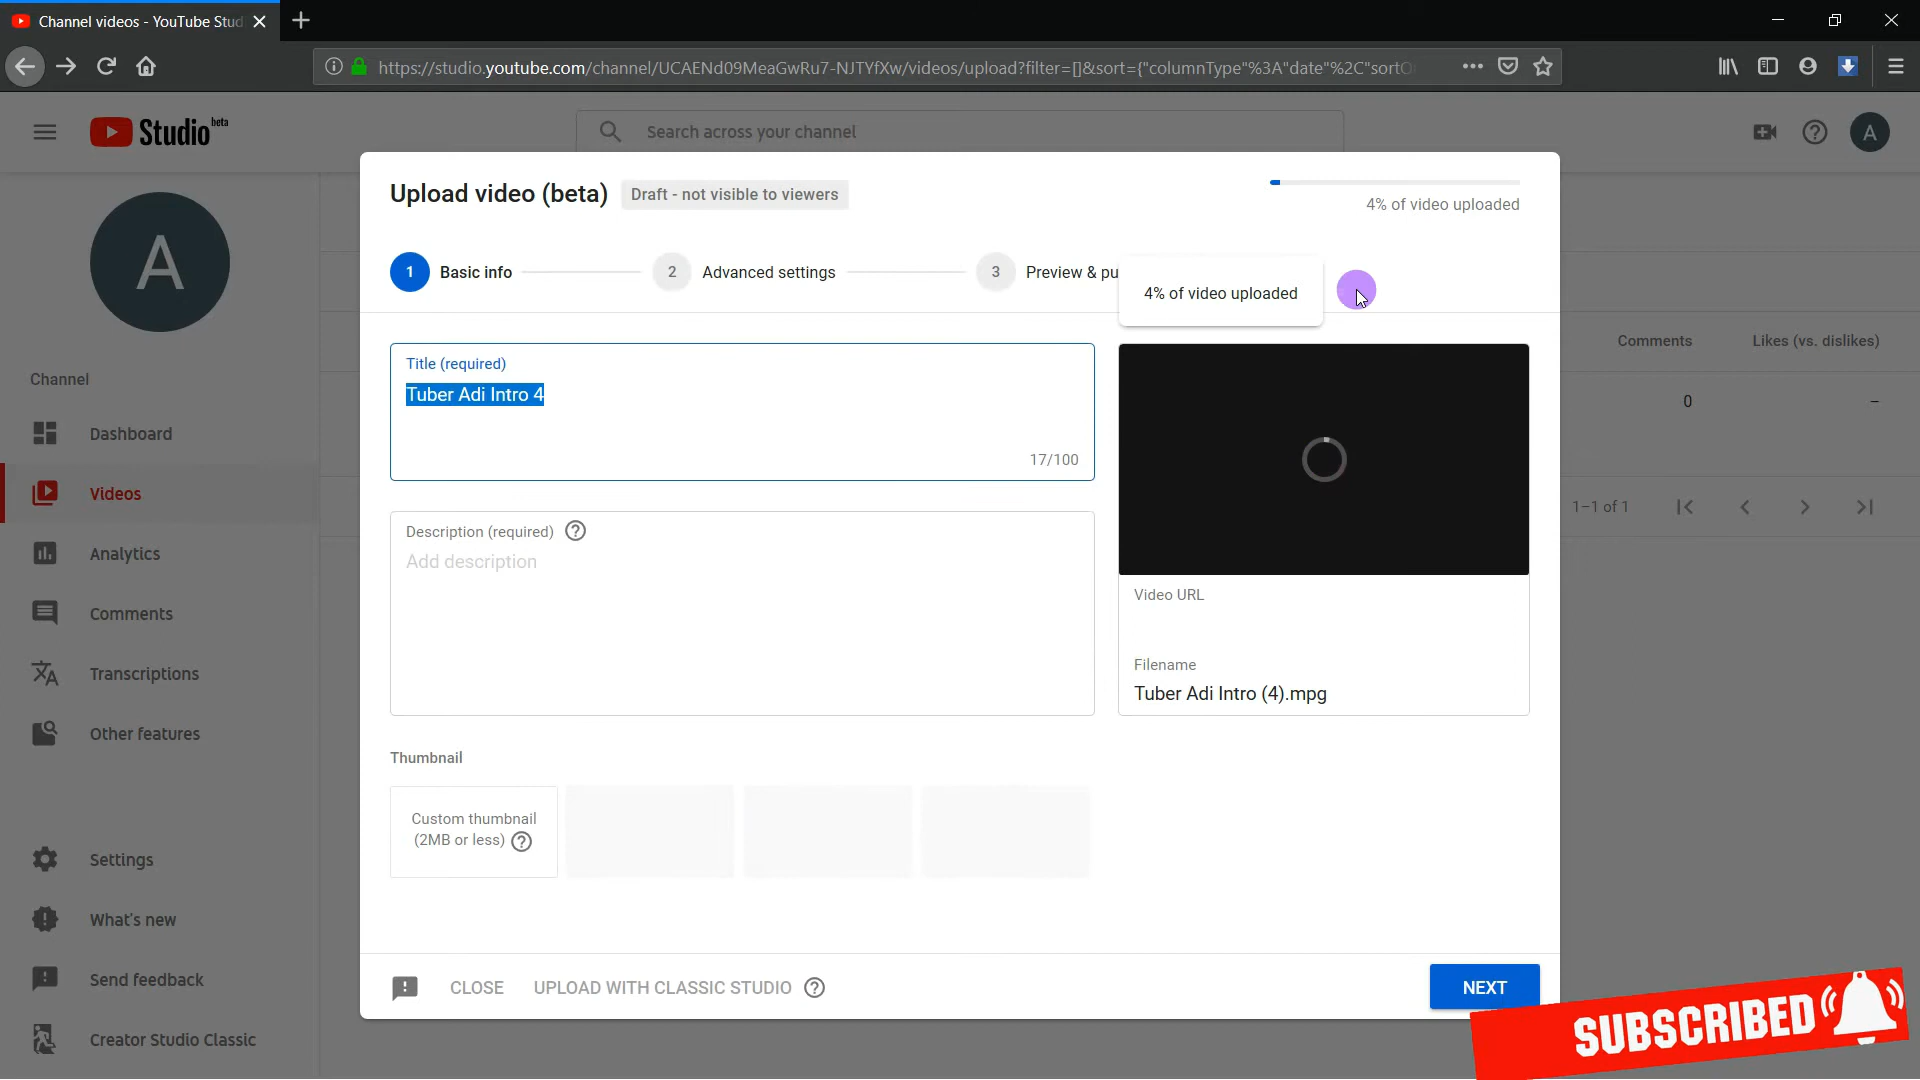 Channel videos - YouTube Stud
https://studio.youtube.com/channel/UCAENd09MeaGwRu7-NJTYfXw/videos/upload?filter=[]&sort={"columnType"%3A"date"%2C"sortO
Studio beta
Search across your channel
A
A
Channel
Dashboard
Videos
Analytics
Comments
Transcriptions
Other features
Settings
What's new
Send feedback
Creator Studio Classic
Upload video (beta)
Draft - not visible to viewers
4% of video uploaded
1 Basic info
2 Advanced settings
3 Preview & pu
4% of video uploaded
Title (required)
Tuber Adi Intro 4
17/100
Description (required)
Add description
Video URL
Filename
Tuber Adi Intro (4).mpg
Thumbnail
Custom thumbnail
(2MB or less)
CLOSE
UPLOAD WITH CLASSIC STUDIO
NEXT
Comments
Likes (vs. dislikes)
0
–
1–1 of 1
SUBSCRIBED